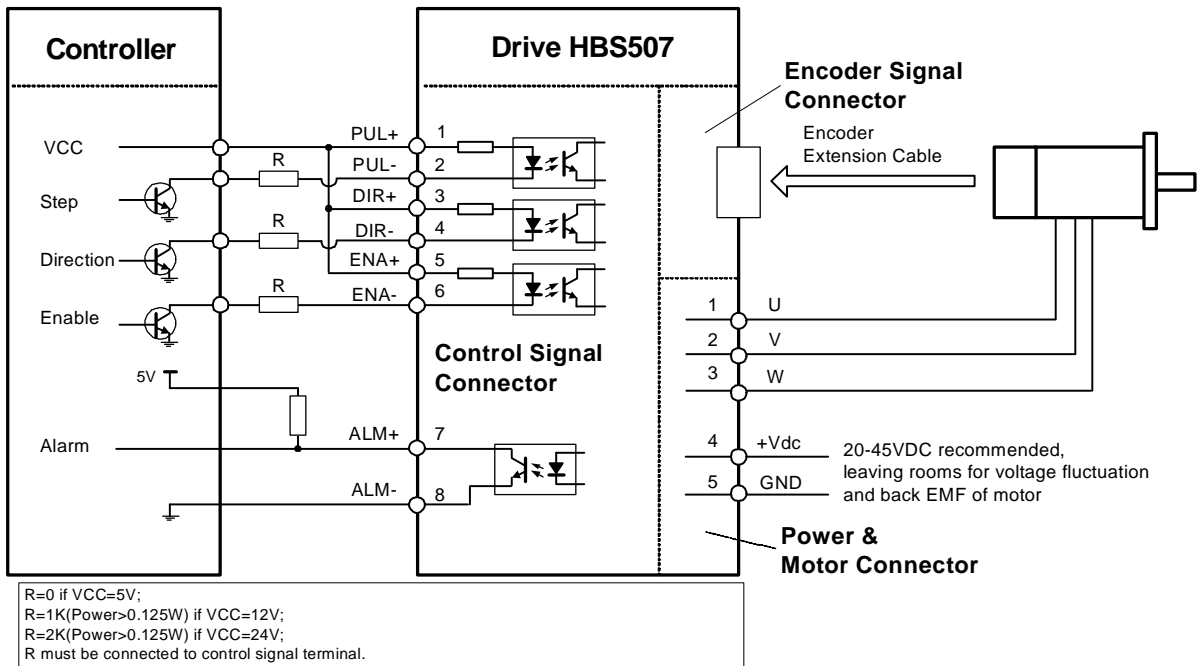 Controller
Drive HBS507
Encoder Signal
Connector
Encoder
Extension Cable
VCC
Step
Direction
Enable
5V
Alarm
R
R
R
PUL+
PUL-
DIR+
DIR-
ENA+
ENA-
ALM+
ALM-
1
2
3
4
5
6
7
8
Control Signal
Connector
1 U
2 V
3 W
4 +Vdc
5 GND
20-45VDC recommended,
leaving rooms for voltage fluctuation
and back EMF of motor
Power &
Motor Connector
R=0 if VCC=5V;
R=1K(Power>0.125W) if VCC=12V;
R=2K(Power>0.125W) if VCC=24V;
R must be connected to control signal terminal.